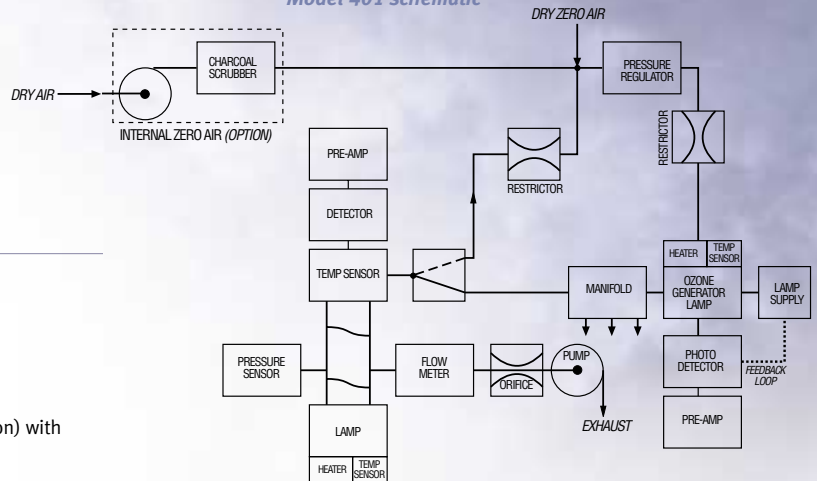 Model 401 schematic
DRY ZERO AIR
CHARCOAL
SCRUBBER
PRESSURE
REGULATOR
DRY AIR
INTERNAL ZERO AIR (OPTION)
RESTRICTOR
PRE-AMP
RESTRICTOR
DETECTOR
TEMP SENSOR
HEATER
TEMP
SENSOR
MANIFOLD
OZONE
GENERATOR
LAMP
LAMP
SUPPLY
PRESSURE
SENSOR
FLOW
METER
ORIFICE
PUMP
PHOTO
DETECTOR
FEEDBACK
LOOP
EXHAUST
PRE-AMP
LAMP
HEATER
TEMP
SENSOR
on) with